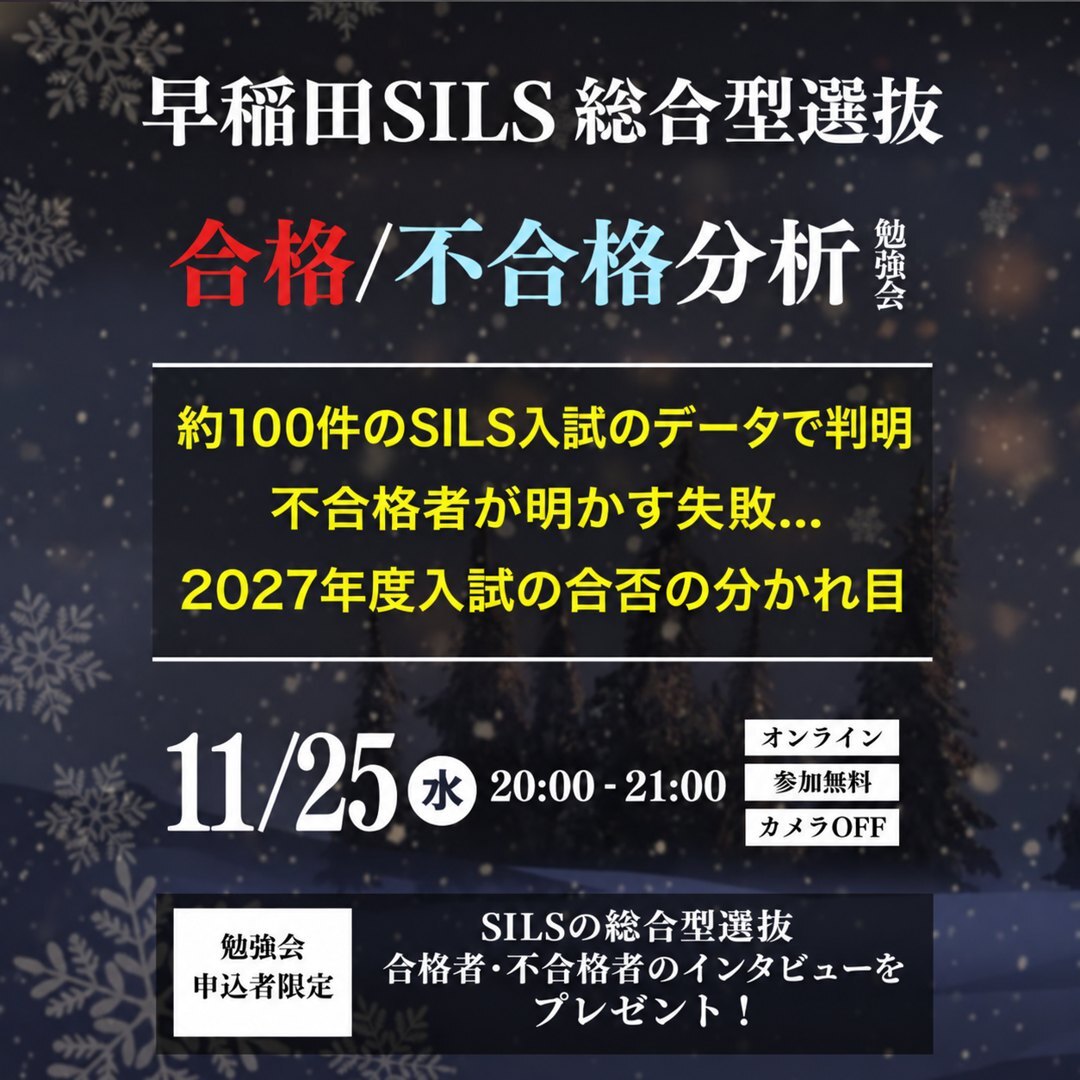 早稲田SILS 総合型選抜
合格/不合格分析 勉強会
約100件のSILS入試のデータで判明
不合格者が明かす失敗...
2027年度入試の合否の分かれ目
11/25 水 20:00 - 21:00
オンライン
参加無料
カメラOFF
勉強会
申込者限定
SILSの総合型選抜
合格者・不合格者のインタビューを
プレゼント！